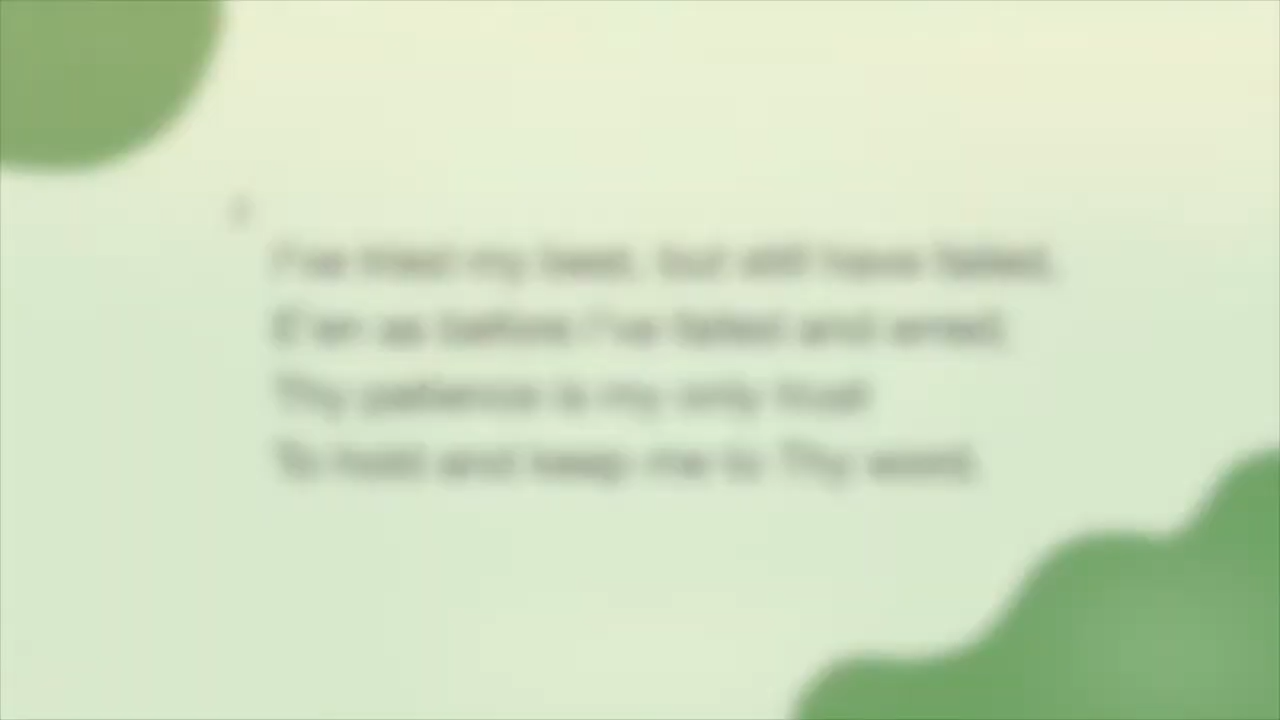 I've tried my best, but still have failed,
E'en as before I've failed and erred;
Thy patience is my only trust
To hold and keep me to Thy word.